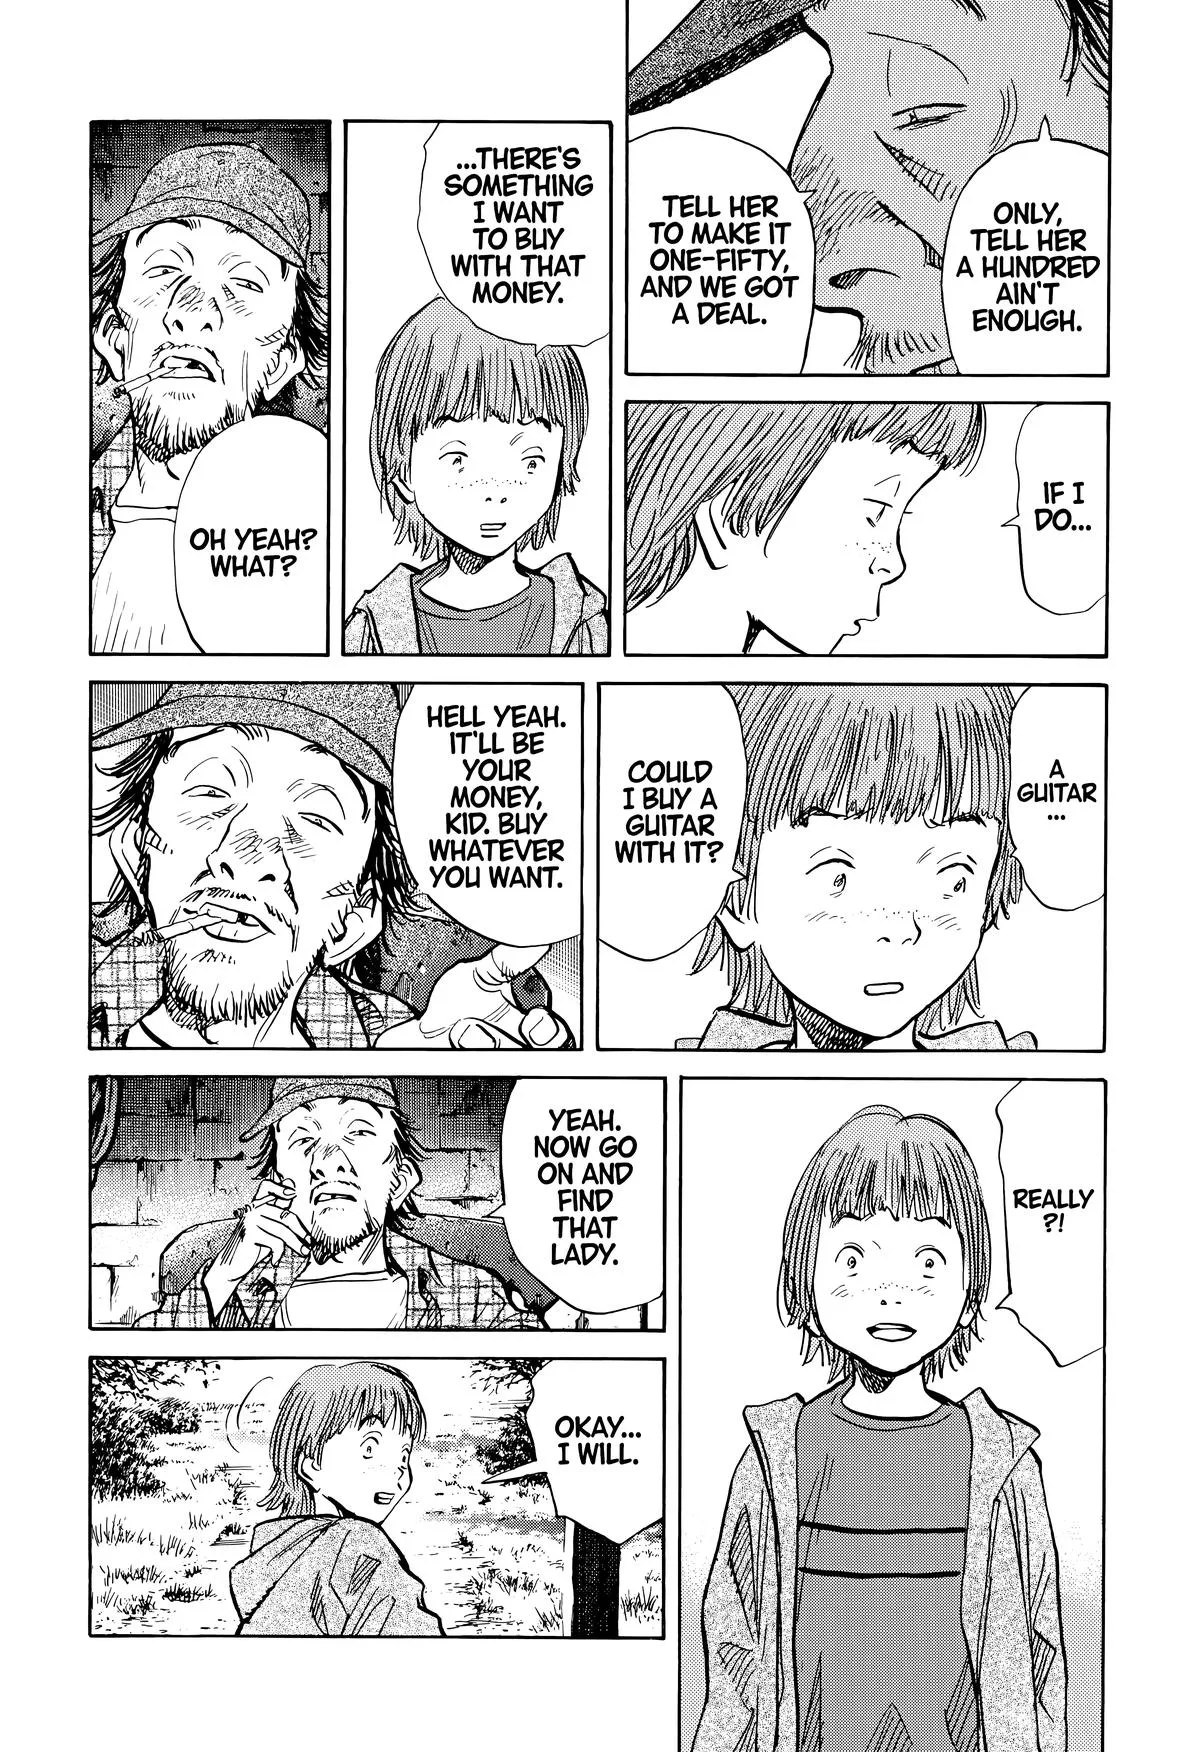 ONLY,
TELL HER
A HUNDRED
AIN'T
ENOUGH.
TELL HER
TO MAKE IT
ONE-FIFTY,
AND WE GOT
A DEAL.
IF I
DO...
...THERE'S
SOMETHING
I WANT
TO BUY
WITH THAT
MONEY.
OH YEAH?
WHAT?
A
GUITAR
...
COULD
I BUY A
GUITAR
WITH IT?
HELL YEAH.
IT'LL BE
YOUR
MONEY,
KID. BUY
WHATEVER
YOU WANT.
REALLY
?!
YEAH.
NOW GO
ON AND
FIND
THAT
LADY.
OKAY...
I WILL.